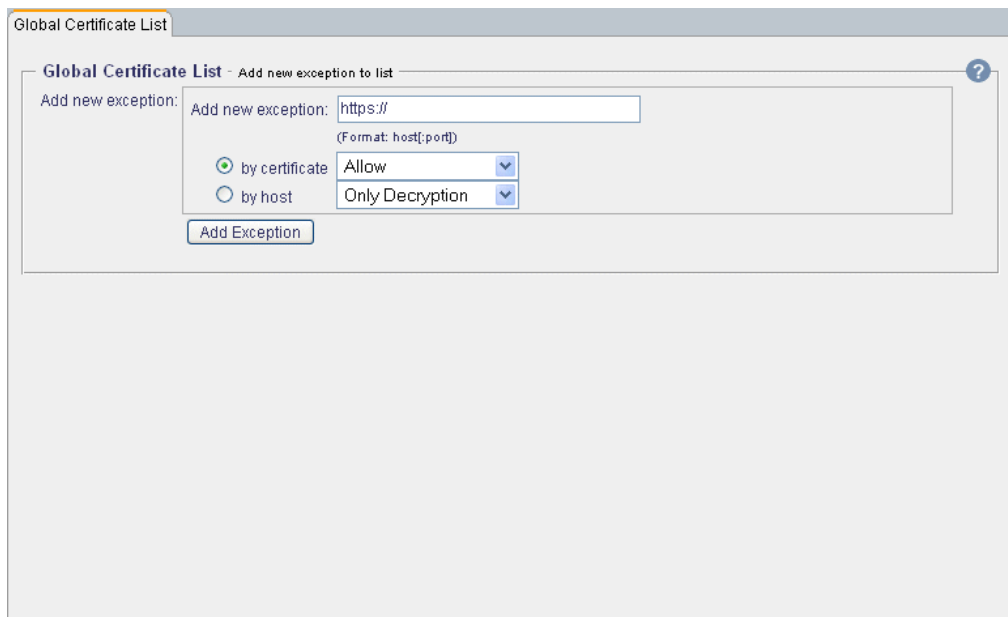 Global Certificate List
Global Certificate List - Add new exception to list
?
Add new exception:
Add new exception: https://
(Format: host[:port])
by certificate Allow
by host Only Decryption
Add Exception